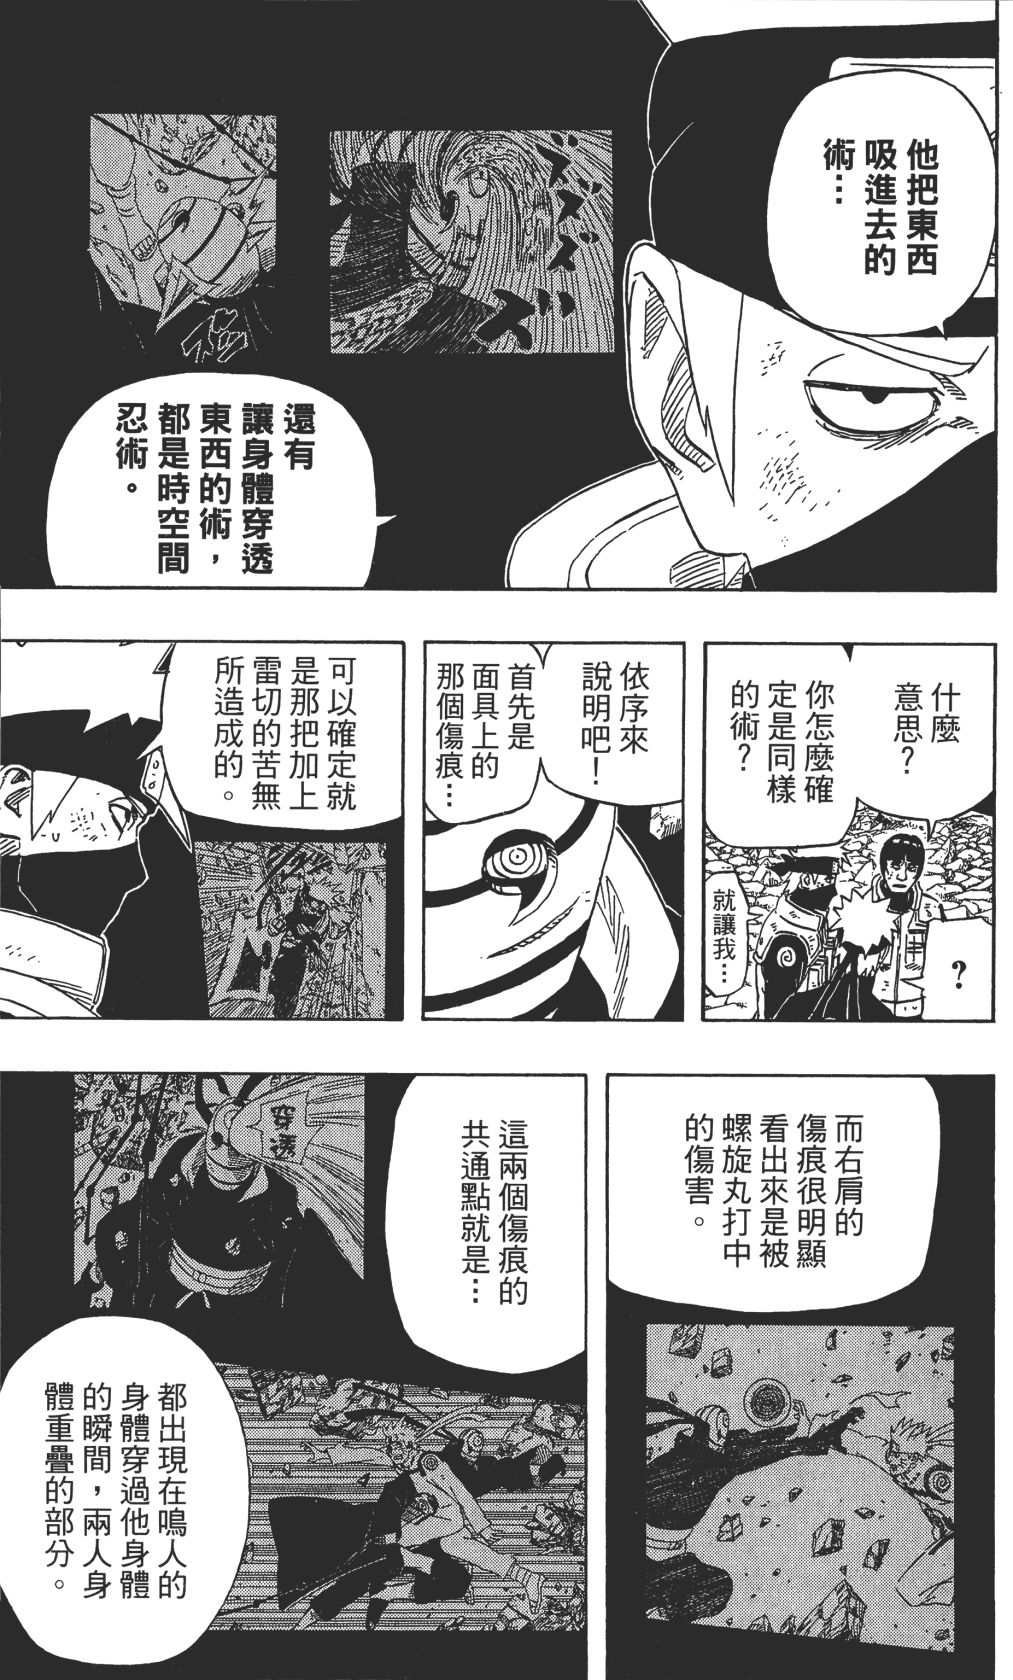 他把東西
吸進去的
術⋯
ズズズズ
還有
讓身體穿透
東西的術，
都是時空間
忍術。
什麼
意思？
你怎麼確
定是同樣
的術？
？
就讓我⋯
依序來
說明吧！
首先是
面具上的
那個傷痕⋯
可以確定就
是那把加上
雷切的苦無
所造成的。
而右肩的
傷痕很明顯
看出來是被
螺旋丸打中
的傷害。
這兩個傷痕的
共通點就是⋯
穿透
都出現在鳴人的
身體穿過他身體
的瞬間，兩人身
體重疊的部分。